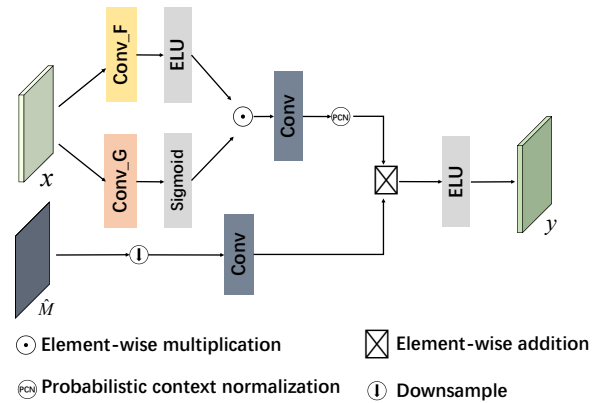 Conv_F
ELU
x
Conv_G
Sigmoid
Conv
PCN
ELU
y
M̂
Conv
Element-wise multiplication
Element-wise addition
PCN Probabilistic context normalization
Downsample